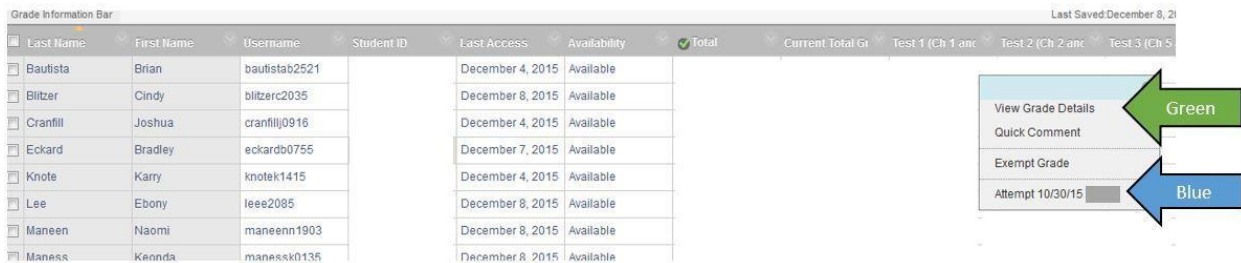 Grade Information Bar Last Saved:December 8, 2
Last Name First Name Username Student ID Last Access Availability Total Current Total Gr Test 1 (Ch 1 anc Test 2 (Ch 2 anc Test 3 (Ch 5
Bautista Brian bautistab2521 December 4, 2015 Available
Blitzer Cindy blitzerc2035 December 8, 2015 Available
View Grade Details Green
Cranfill Joshua cranfillj0916 December 4, 2015 Available
Quick Comment
Eckard Bradley eckardb0755 December 7, 2015 Available
Exempt Grade
Knote Karry knotek1415 December 4, 2015 Available
Lee Ebony leee2085 December 8, 2015 Available
Attempt 10/30/15 Blue
Maneen Naomi maneenn1903 December 8, 2015 Available
Maness Keonda manessk0135 December 8, 2015 Available